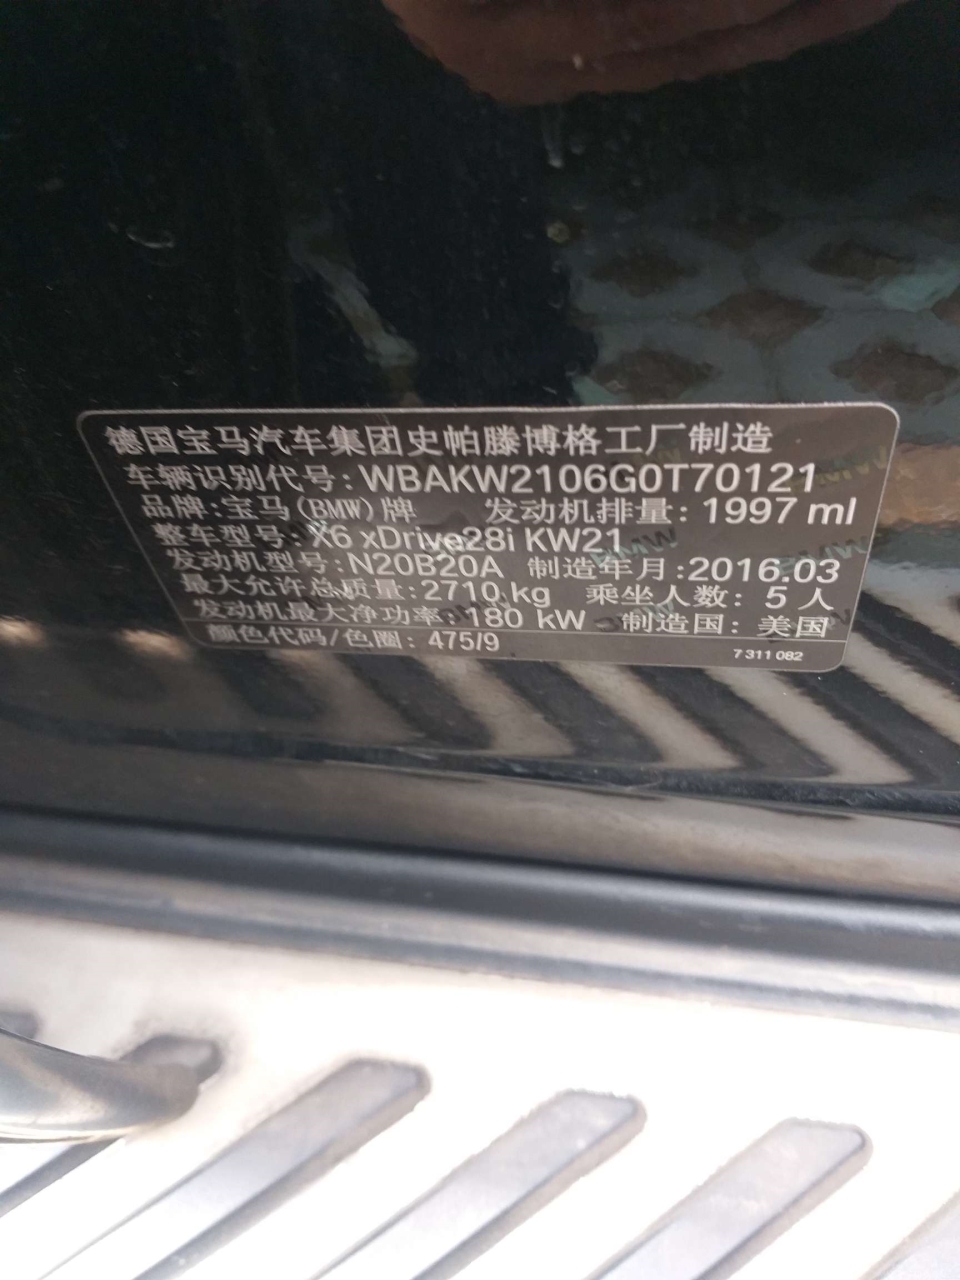 德国宝马汽车集团史帕滕博格工厂制造
车辆识别代号: WBAKW2106G0T70121
品牌: 宝马(BMW)牌 发动机排量: 1997 ml
整车型号: X6 xDrive28i KW21
发动机型号: N20B20A 制造年月: 2016.03
最大允许总质量: 2710 kg 乘坐人数: 5 人
发动机最大净功率: 180 kW 制造国: 美国
颜色代码/色圈: 475/9 7 311 082